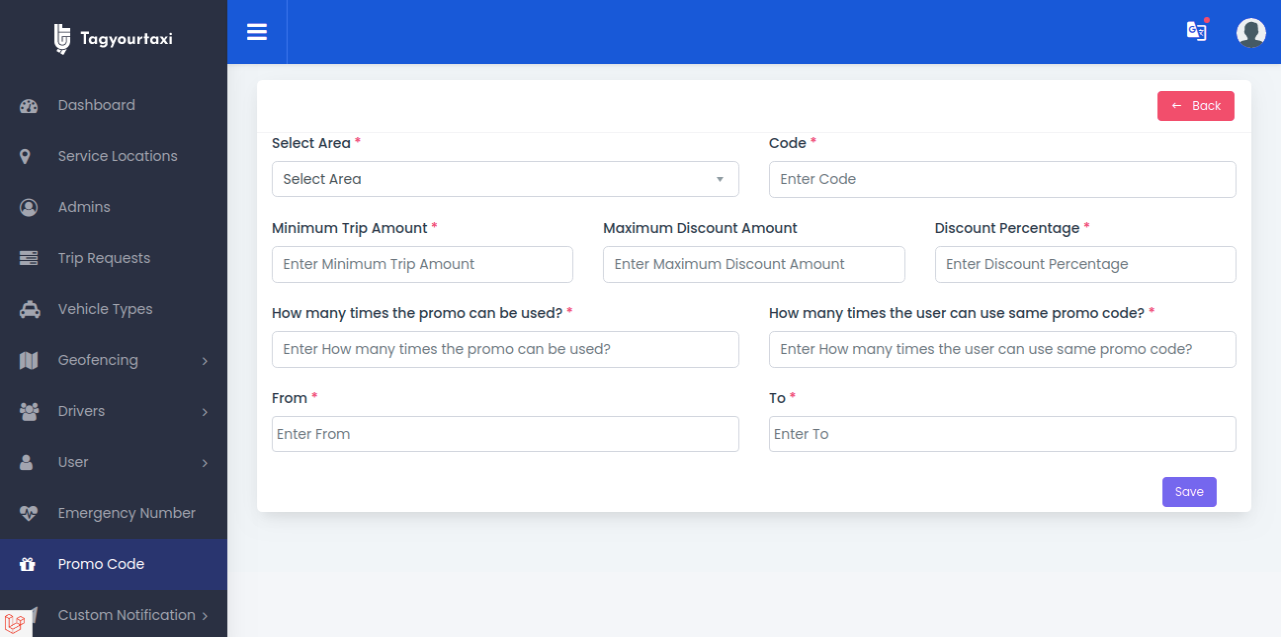 Tagyourtaxi
Dashboard
Service Locations
Admins
Trip Requests
Vehicle Types
Geofencing
Drivers
User
Emergency Number
Promo Code
Custom Notification
← Back
Select Area *
Code *
Select Area
Enter Code
Minimum Trip Amount *
Maximum Discount Amount
Discount Percentage *
Enter Minimum Trip Amount
Enter Maximum Discount Amount
Enter Discount Percentage
How many times the promo can be used? *
How many times the user can use same promo code? *
Enter How many times the promo can be used?
Enter How many times the user can use same promo code?
From *
To *
Enter From
Enter To
Save